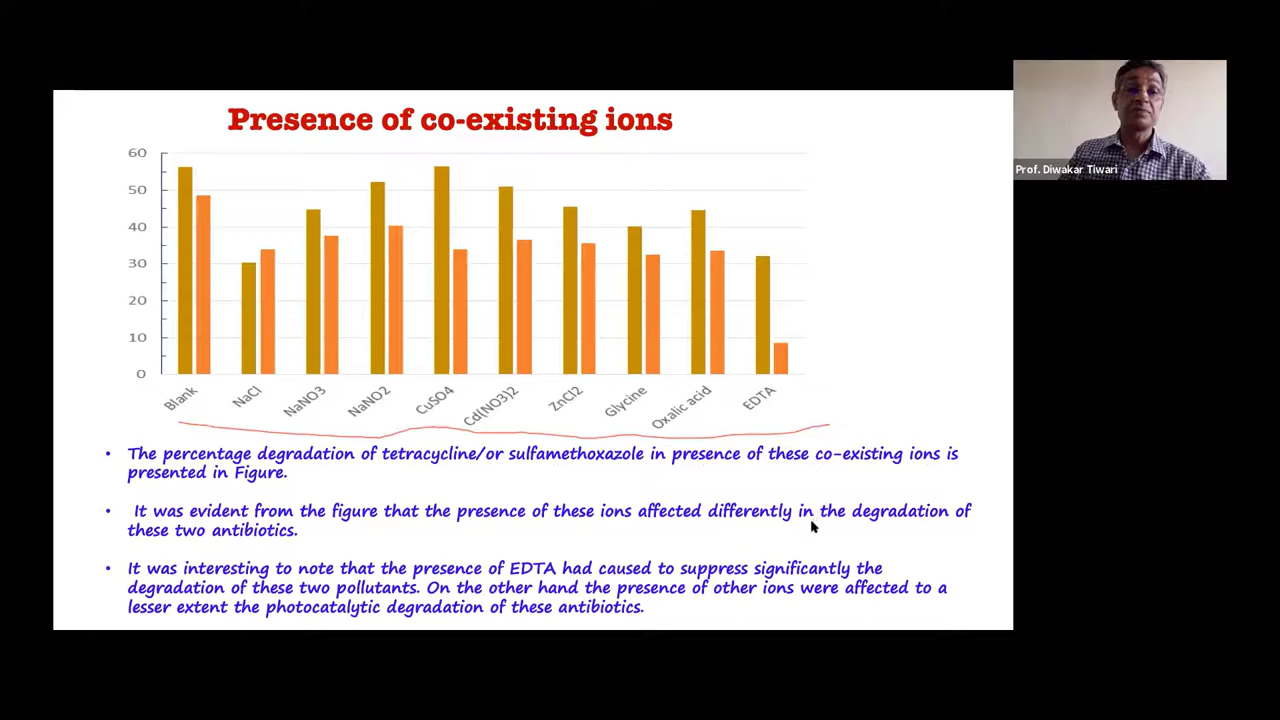 Presence of co-existing ions
60
50
40
30
20
10
0
Blank
NaCl
NaNO3
NaNO2
CuSO4
Cd(NO3)2
ZnCl2
Glycine
Oxalic acid
EDTA
• The percentage degradation of tetracycline/or sulfamethoxazole in presence of these co-existing ions is
presented in Figure.
• It was evident from the figure that the presence of these ions affected differently in the degradation of
these two antibiotics.
• It was interesting to note that the presence of EDTA had caused to suppress significantly the
degradation of these two pollutants. On the other hand the presence of other ions were affected to a
lesser extent the photocatalytic degradation of these antibiotics.
Prof. Diwakar Tiwari